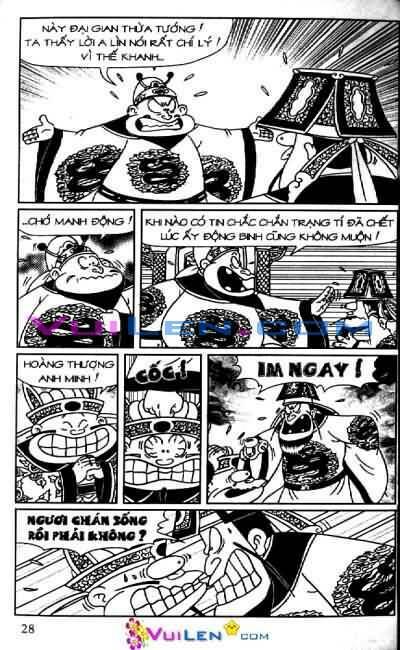 NÀY ĐẠI GIAN THỪA TƯỚNG!
TA THẤY LỜI A LÌN NÓI RẤT CHÍ LÝ!
VÌ THẾ KHANH...
...CHỚ MANH ĐỘNG!
KHI NÀO CÓ TIN CHẮC CHẮN TRẠNG TÍ ĐÃ CHẾT
LÚC ẤY ĐỘNG BINH CŨNG KHÔNG MUỘN!
VuiLen.com
HOÀNG THƯỢNG
ANH MINH!
CỐC!
IM NGAY!
NGƯƠI CHÁN SỐNG
RỒI PHẢI KHÔNG?
28
VuiLen.com